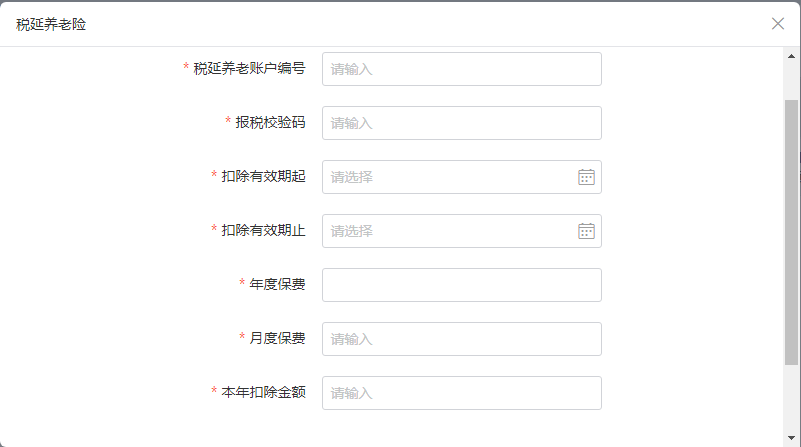 税延养老险
* 税延养老账户编号 请输入
* 报税校验码 请输入
* 扣除有效期起 请选择
* 扣除有效期止 请选择
* 年度保费
* 月度保费 请输入
* 本年扣除金额 请输入